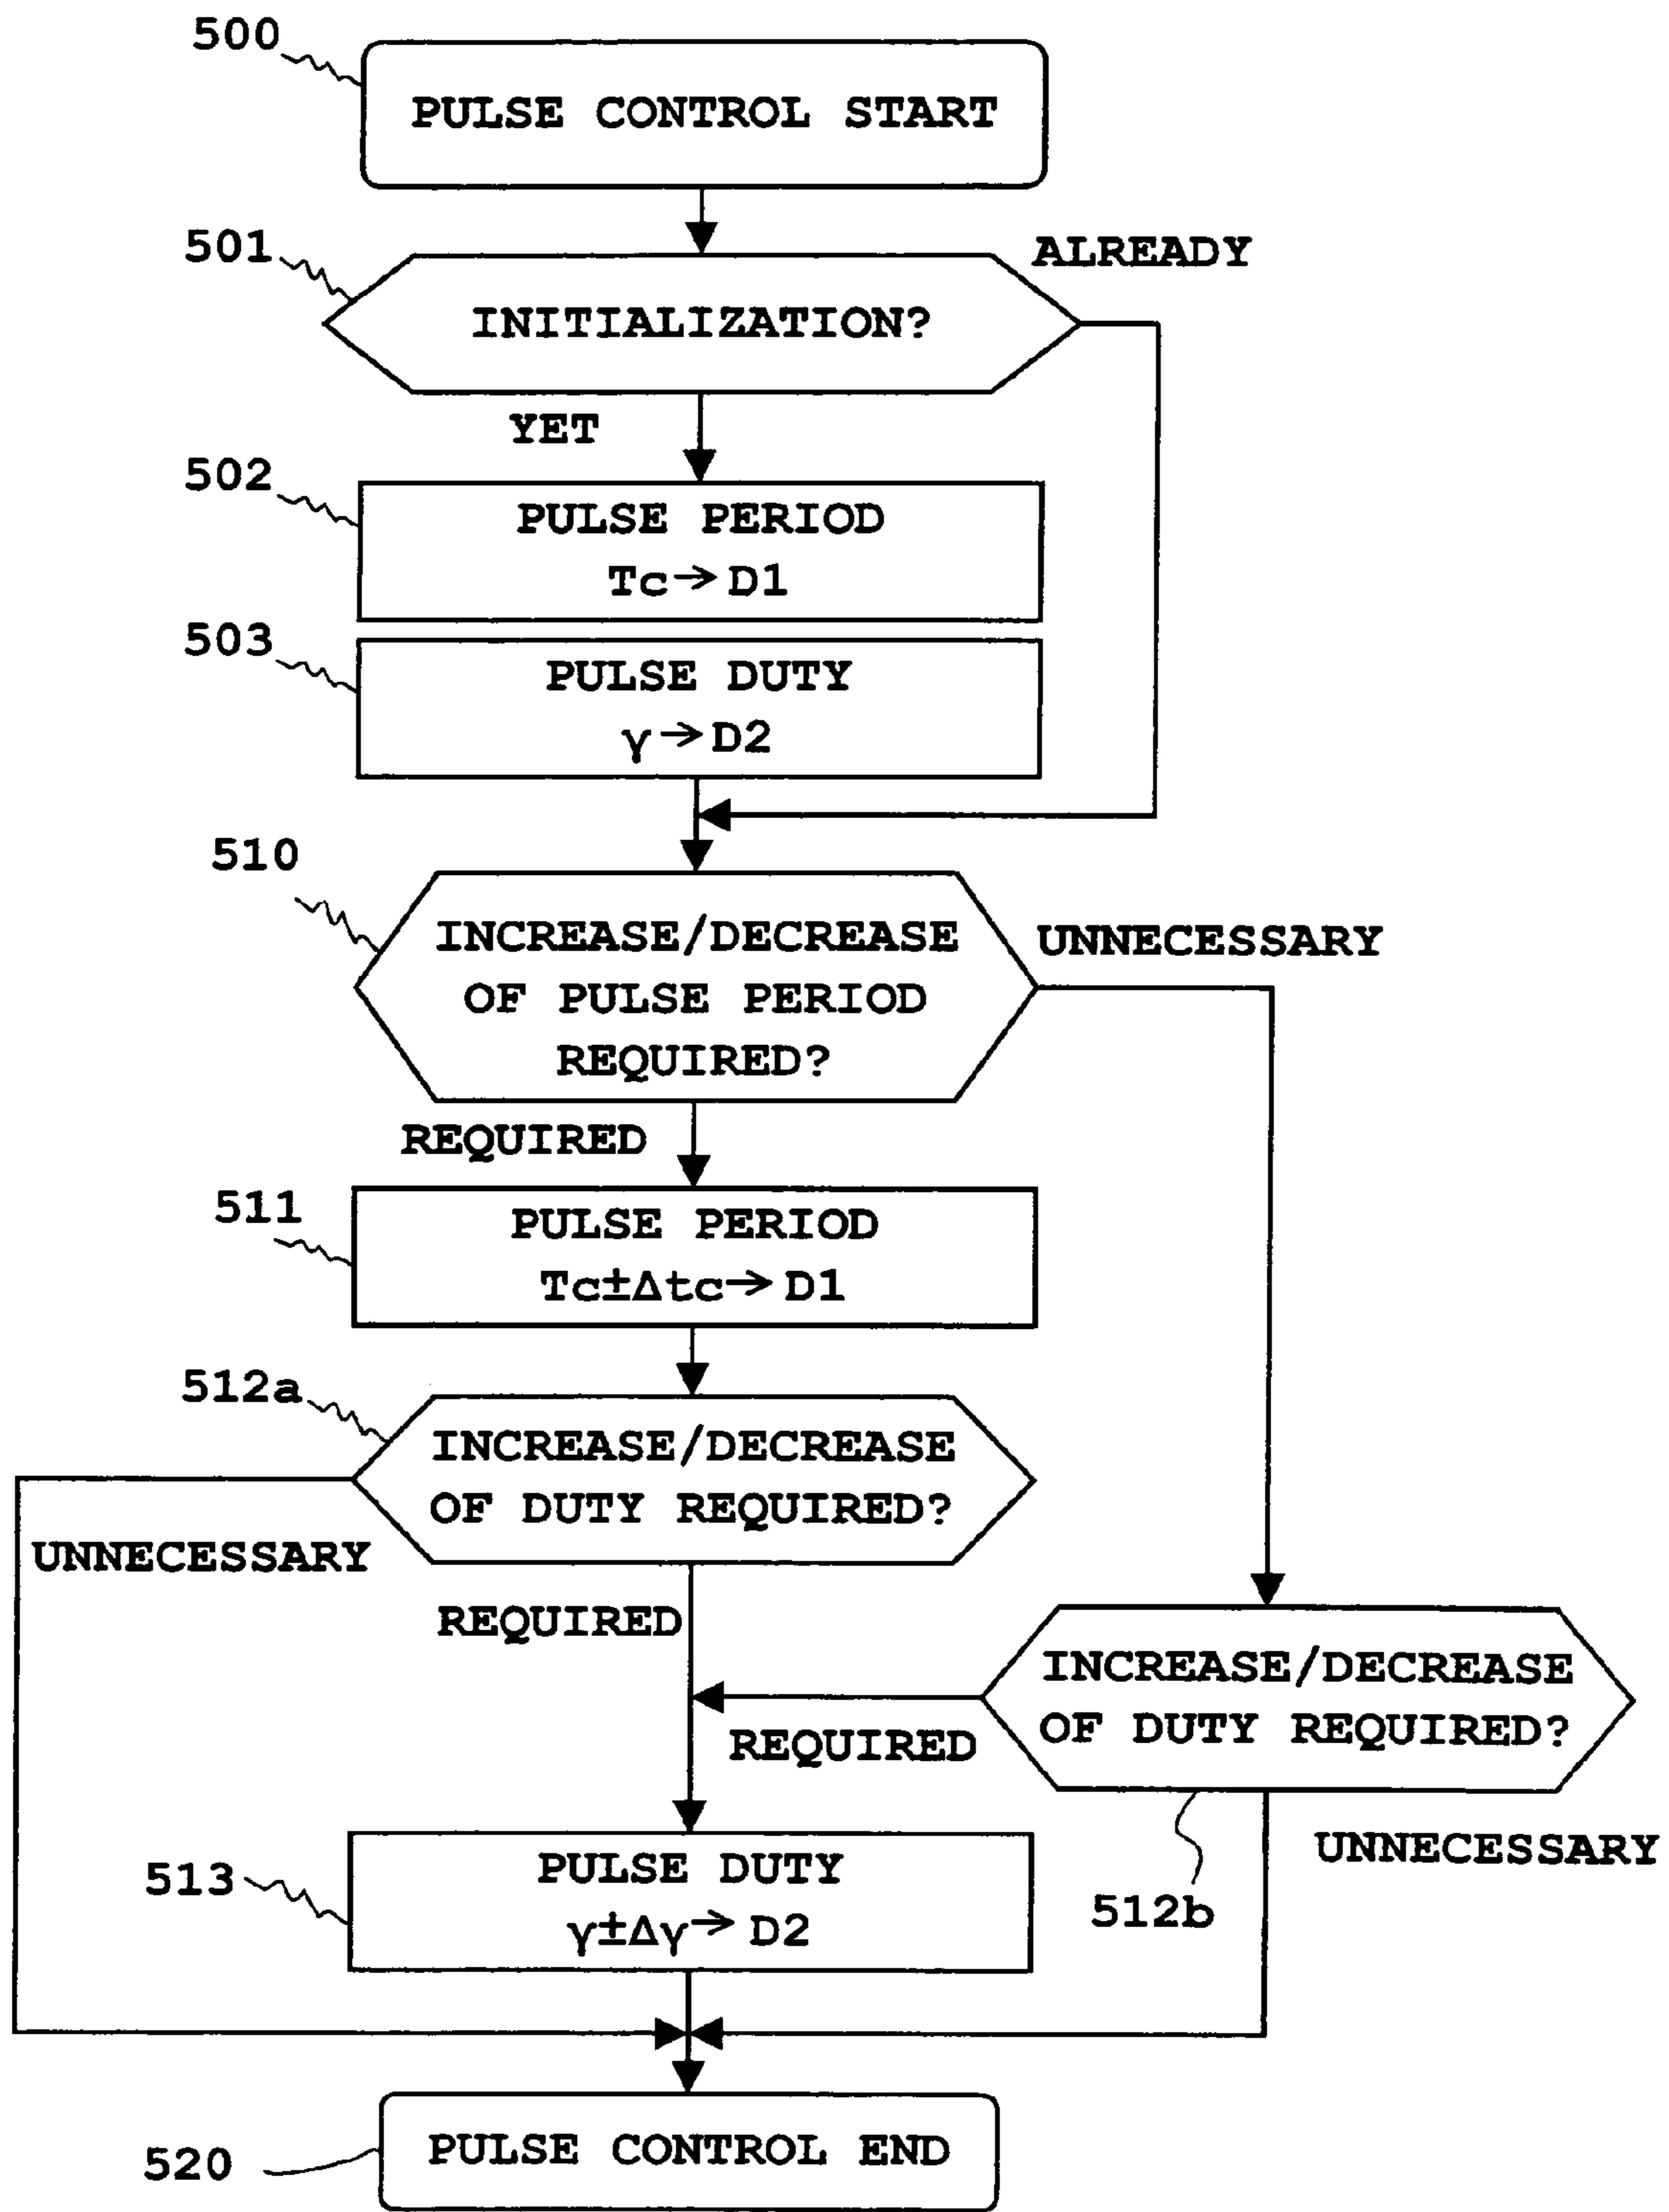 500
PULSE CONTROL START
501
ALREADY
INITIALIZATION?
YET
502
PULSE PERIOD
Tc→D1
503
PULSE DUTY
γ→D2
510
INCREASE/DECREASE
OF PULSE PERIOD
REQUIRED?
UNNECESSARY
REQUIRED
511
PULSE PERIOD
Tc±Δtc→D1
512a
INCREASE/DECREASE
OF DUTY REQUIRED?
UNNECESSARY
REQUIRED
INCREASE/DECREASE
OF DUTY REQUIRED?
REQUIRED
512b
UNNECESSARY
513
PULSE DUTY
γ±Δγ→D2
520
PULSE CONTROL END